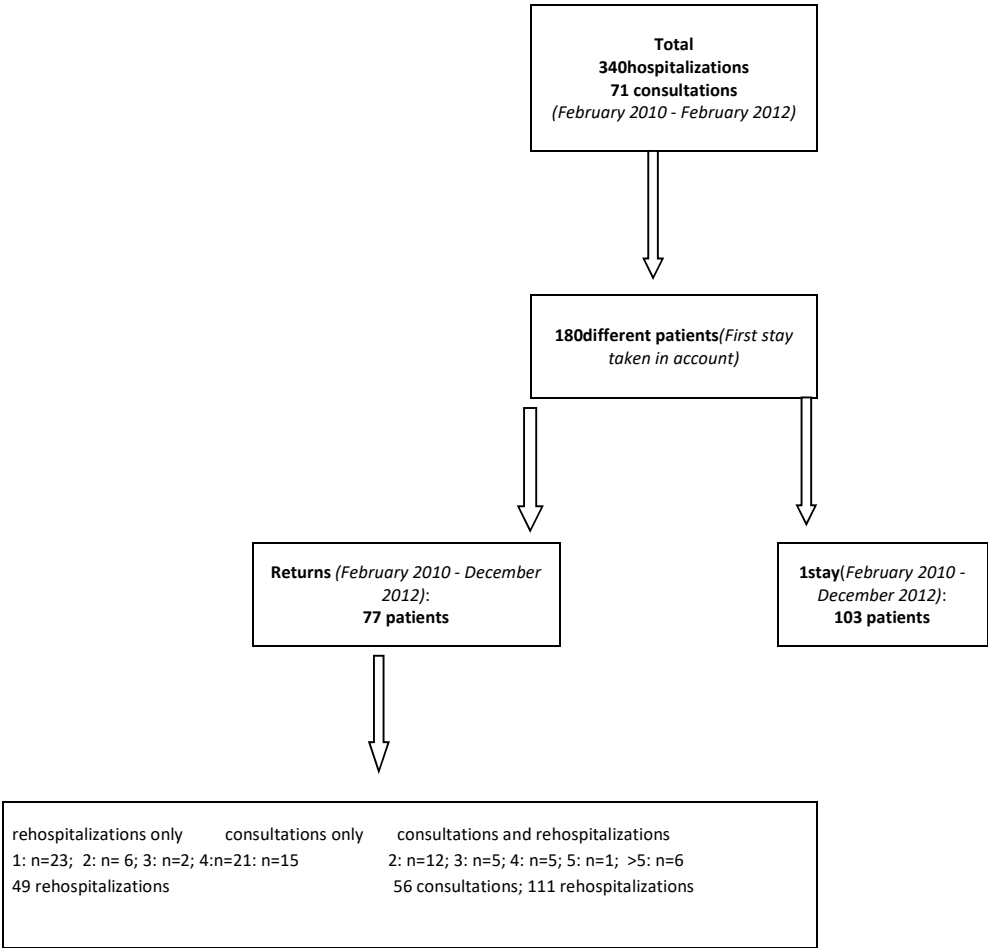 Total
340hospitalizations
71 consultations
(February 2010 - February 2012)
180different patients(First stay
taken in account)
Returns (February 2010 - December
2012):
77 patients
1stay(February 2010 -
December 2012):
103 patients
rehospitalizations only consultations only consultations and rehospitalizations
1: n=23; 2: n= 6; 3: n=2; 4:n=21: n=15 2: n=12; 3: n=5; 4: n=5; 5: n=1; >5: n=6
49 rehospitalizations 56 consultations; 111 rehospitalizations